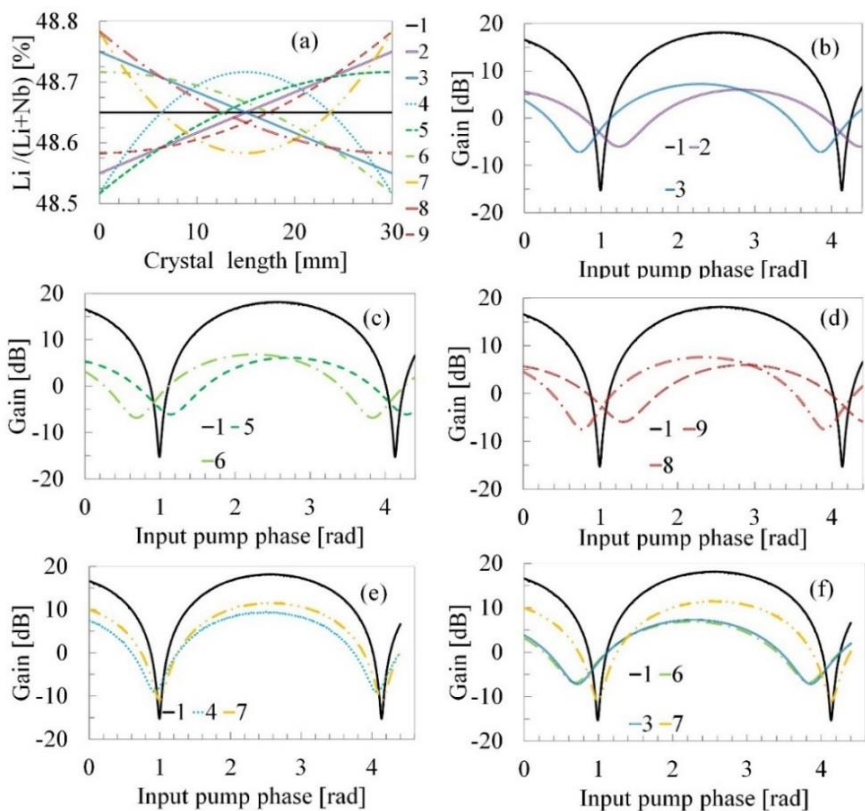 48.8
48.7
48.6
48.5
Li /(Li+Nb) [%]
(a)
0 10 20 30
Crystal length [mm]
1
2
3
4
5
6
7
8
9
20
10
0
-10
-20
Gain [dB]
(b)
1 2
3
0 1 2 3 4
Input pump phase [rad]
20
10
0
-10
-20
Gain [dB]
(c)
1 5
6
0 1 2 3 4
Input pump phase [rad]
20
10
0
-10
-20
Gain [dB]
(d)
1 9
8
0 1 2 3 4
Input pump phase [rad]
20
10
0
-10
-20
Gain [dB]
(e)
1 4 7
0 1 2 3 4
Input pump phase [rad]
20
10
0
-10
-20
Gain [dB]
(f)
1 6
3 7
0 1 2 3 4
Input pump phase [rad]